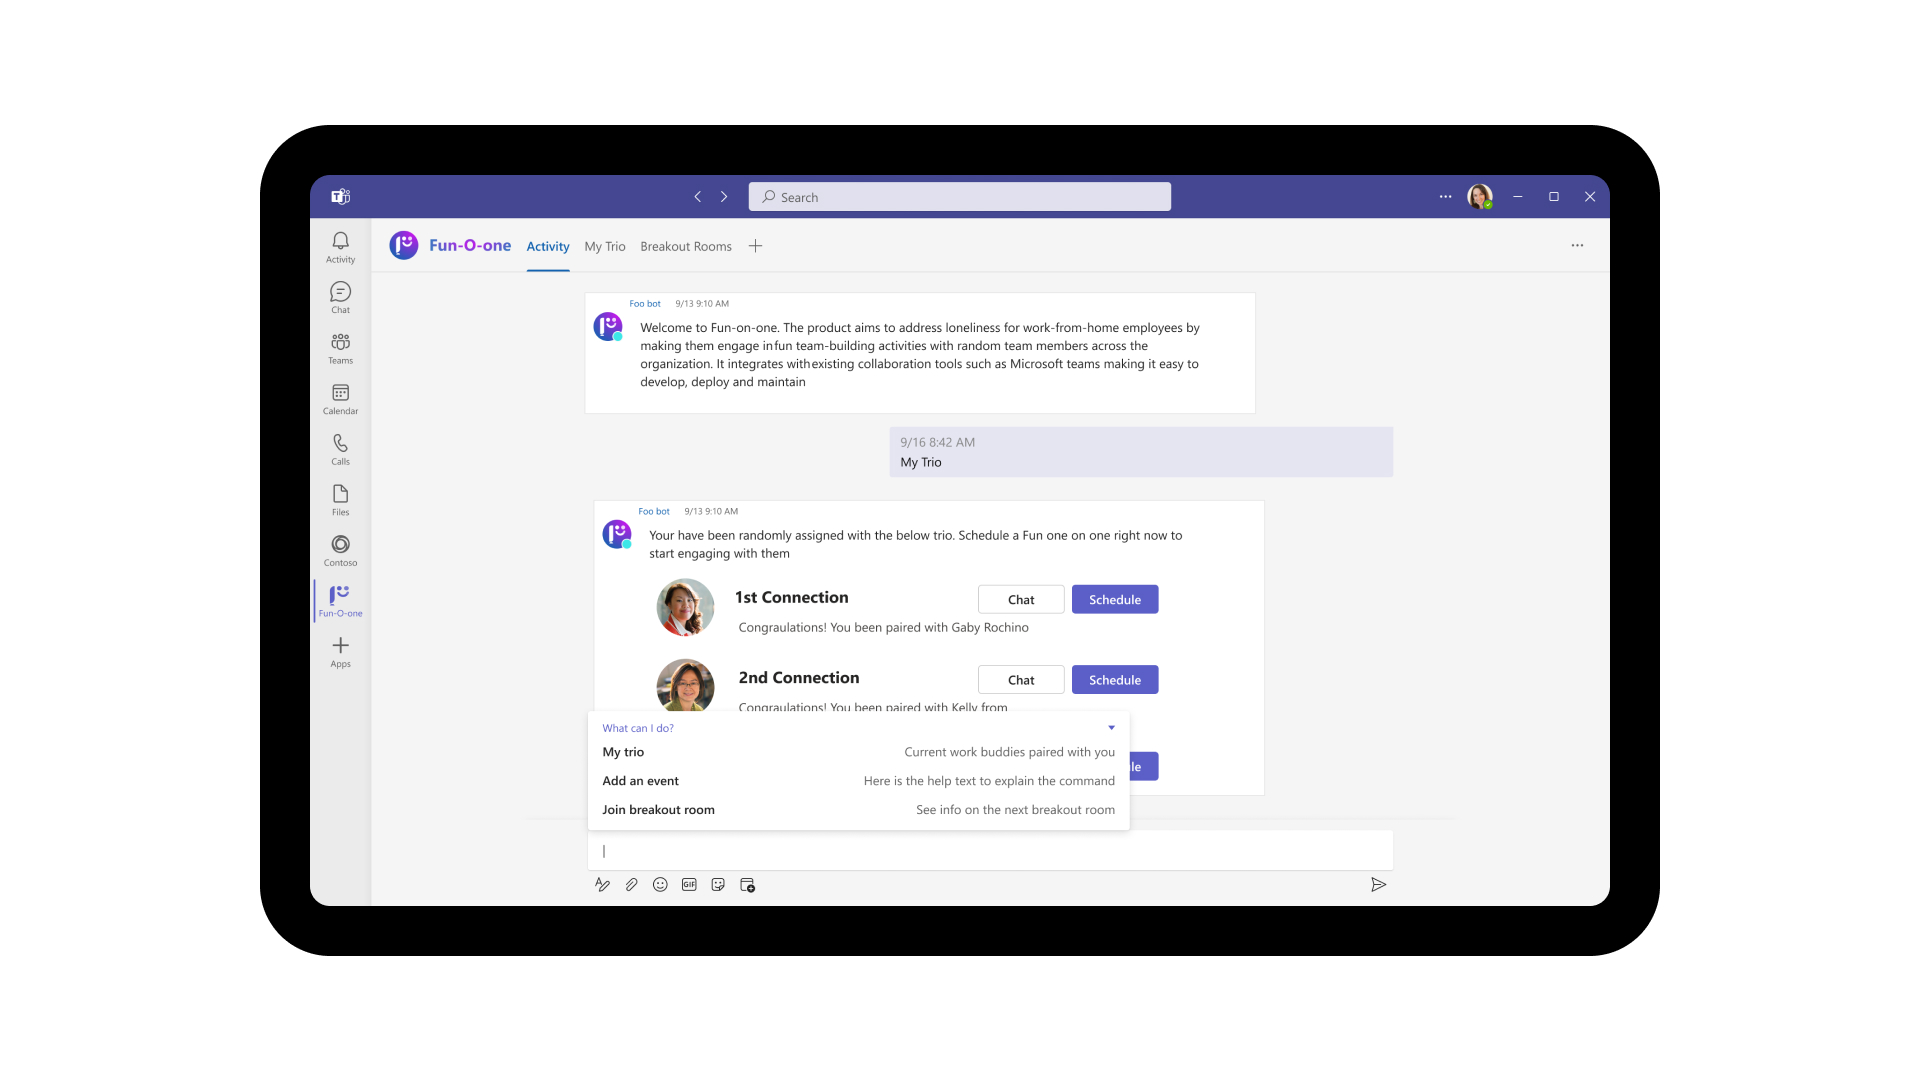 Search
Activity
Chat
Teams
Calendar
Calls
Files
Contoso
Fun-O-one
Apps
Fun-O-one Activity My Trio Breakout Rooms
Foo bot 9/13 9:10 AM
Welcome to Fun-on-one. The product aims to address loneliness for work-from-home employees by
making them engage in fun team-building activities with random team members across the
organization. It integrates with existing collaboration tools such as Microsoft teams making it easy to
develop, deploy and maintain
9/16 8:42 AM
My Trio
Foo bot 9/13 9:10 AM
Your have been randomly assigned with the below trio. Schedule a Fun one on one right now to
start engaging with them
1st Connection Chat Schedule
Congraulations! You been paired with Gaby Rochino
2nd Connection Chat Schedule
Congraulations! You been paired with Kelly from
What can I do?
My trio Current work buddies paired with you
le
Add an event Here is the help text to explain the command
Join breakout room See info on the next breakout room
GIF